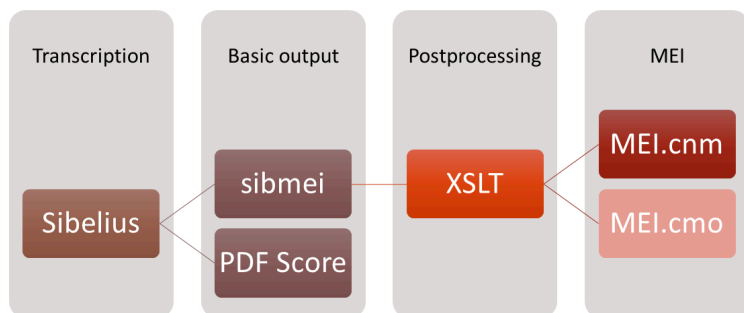 Transcription
Basic output
Postprocessing
MEI
Sibelius
sibmei
PDF Score
XSLT
MEI.cnm
MEI.cmo